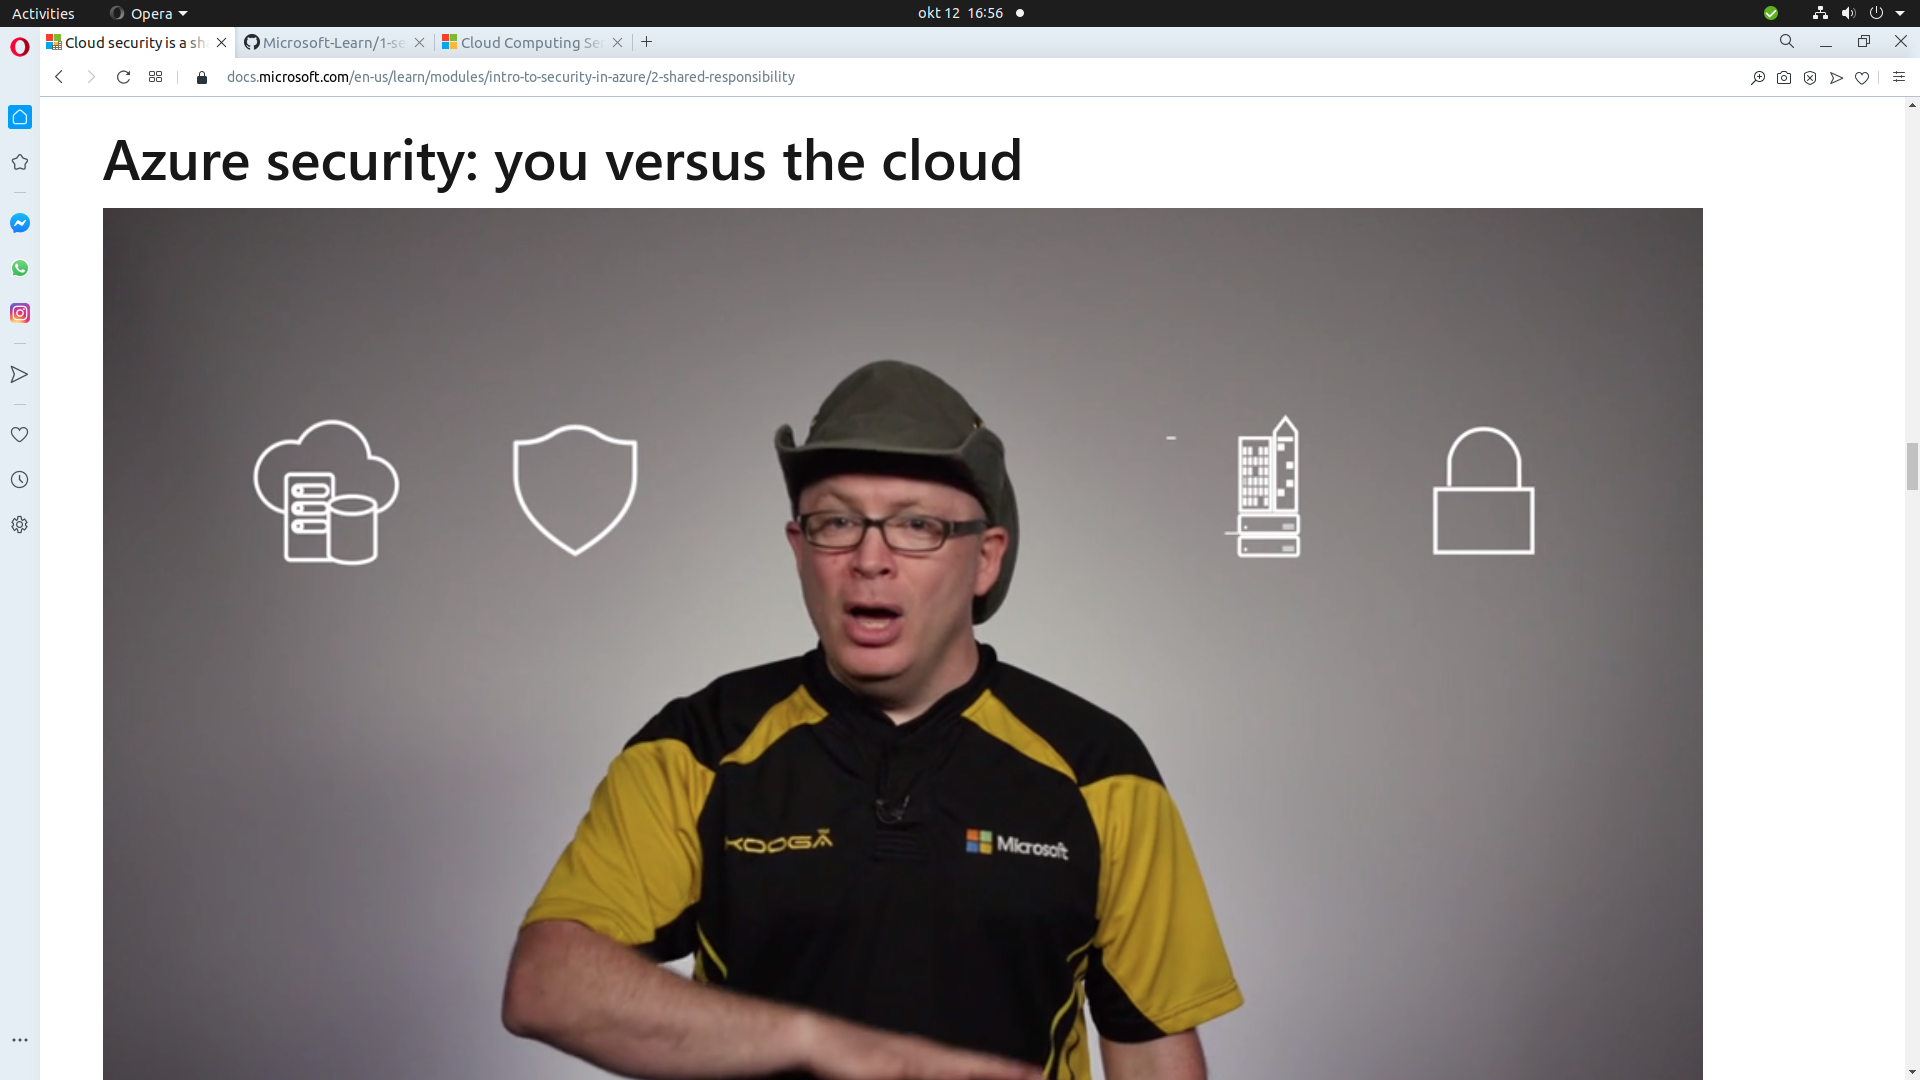 Activities
Opera
okt 12 16:56
Cloud security is a sh
Microsoft-Learn/1-se
Cloud Computing Ser
docs.microsoft.com/en-us/learn/modules/intro-to-security-in-azure/2-shared-responsibility
Azure security: you versus the cloud
KOOGA
Microsoft